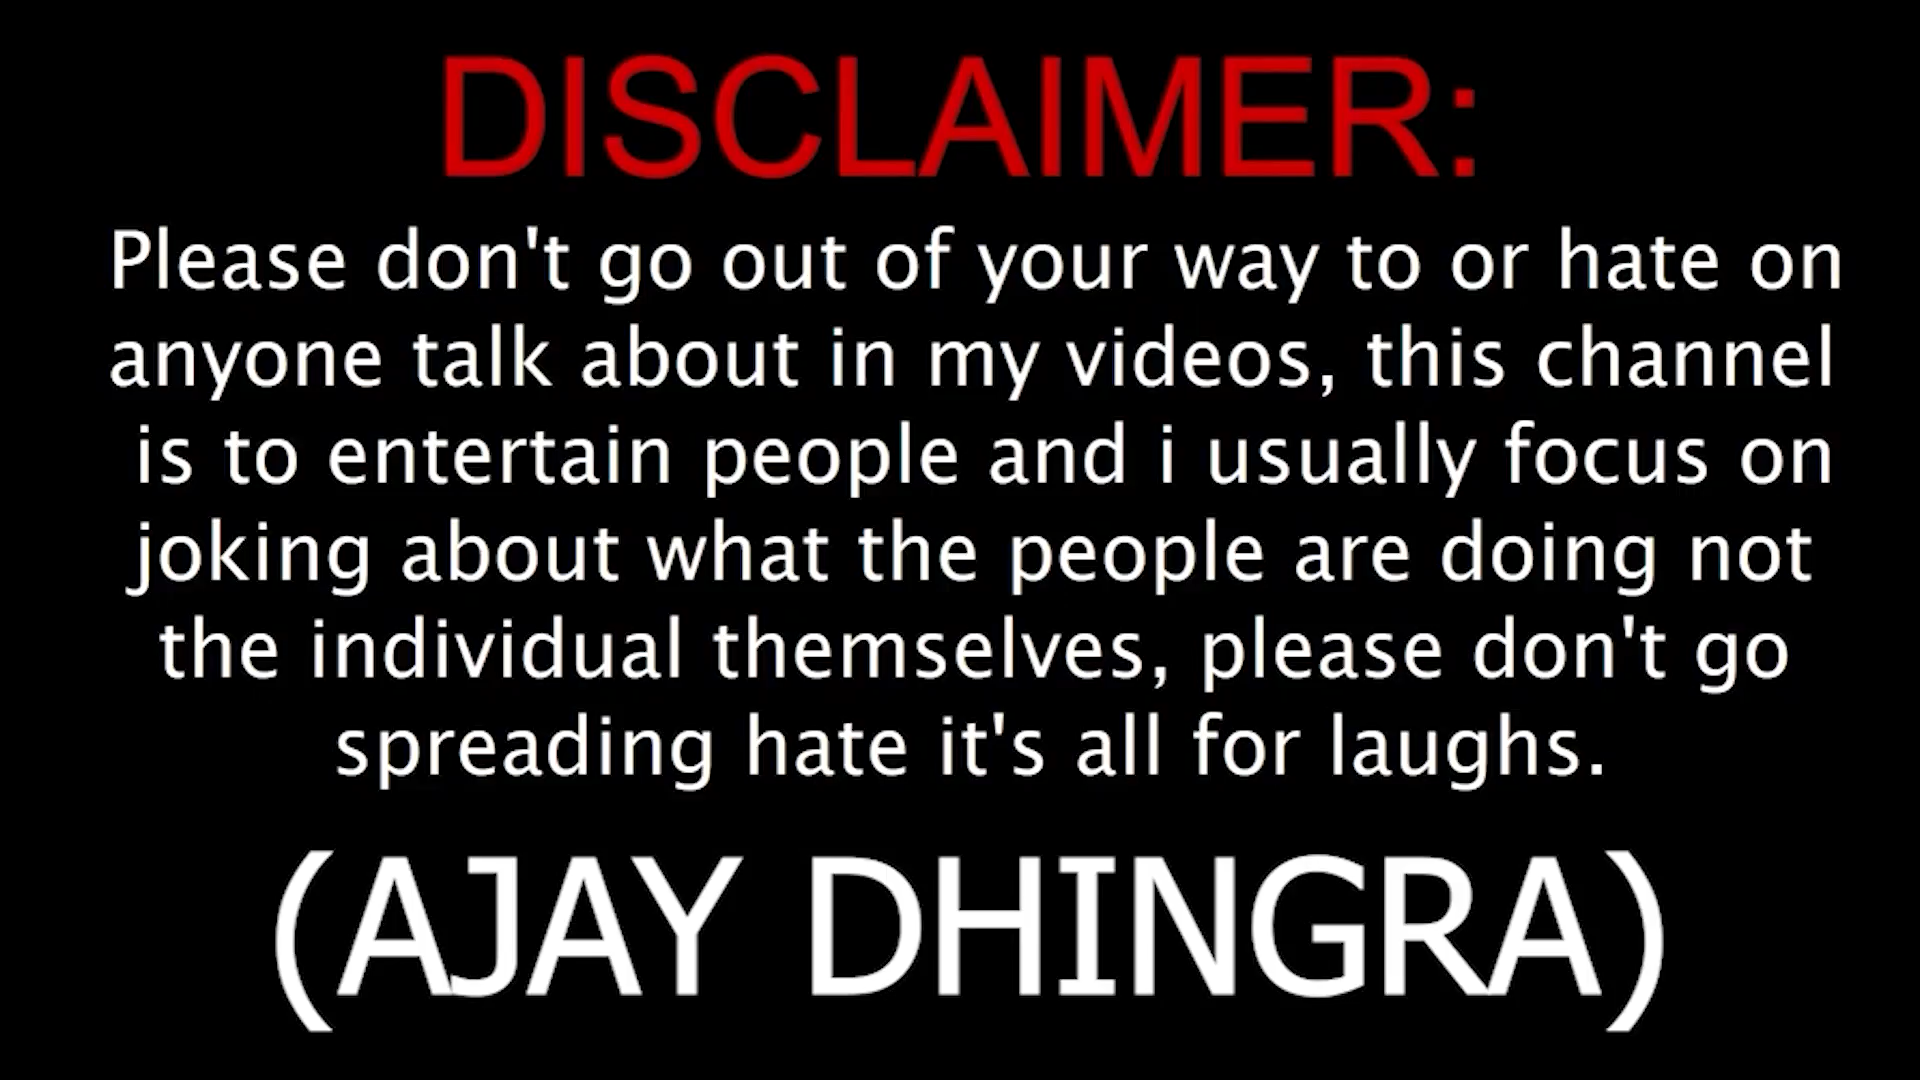 DISCLAIMER:
Please don't go out of your way to or hate on
anyone talk about in my videos, this channel
is to entertain people and i usually focus on
joking about what the people are doing not
the individual themselves, please don't go
spreading hate it's all for laughs.
(AJAY DHINGRA)